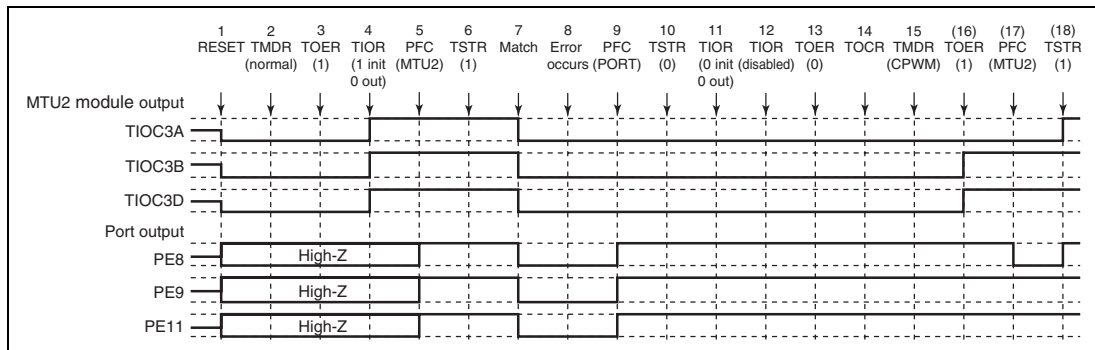 1 2 3 4 5 6 7 8 9 10 11 12 13 14 15 (16) (17) (18)
RESET TMDR TOER TIOR PFC TSTR Match Error PFC TSTR TIOR TIOR TOER TOCR TMDR TOER PFC TSTR
(normal) (1) (1 init (MTU2) (1) occurs (PORT) (0) (0 init (disabled) (0) (CPWM) (1) (MTU2) (1)
0 out) 0 out)
MTU2 module output
TIOC3A
TIOC3B
TIOC3D
Port output
PE8 High-Z
PE9 High-Z
PE11 High-Z